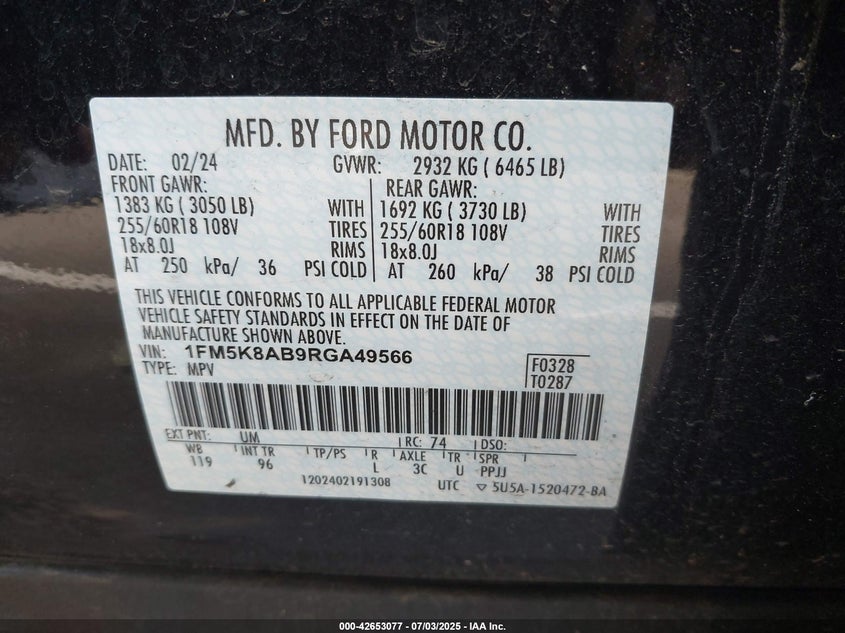 MFD. BY FORD MOTOR CO.
DATE: 02/24 GVWR: 2932 KG ( 6465 LB)
FRONT GAWR: REAR GAWR:
1383 KG ( 3050 LB) WITH 1692 KG ( 3730 LB) WITH
255/60R18 108V TIRES 255/60R18 108V TIRES
18x8.0J RIMS 18x8.0J RIMS
AT 250 kPa/ 36 PSI COLD AT 260 kPa/ 38 PSI COLD
THIS VEHICLE CONFORMS TO ALL APPLICABLE FEDERAL MOTOR
VEHICLE SAFETY STANDARDS IN EFFECT ON THE DATE OF
MANUFACTURE SHOWN ABOVE.
VIN: 1FM5K8AB9RGA49566
TYPE: MPV
F0328
T0287
EXT PNT: UM RC: 74 DSO:
WB INT TR TP/PS R AXLE TR SPR
119 96 L 3C U PPJJ
1202402191308 UTC ▽ 5U5A-1520472-BA
000-42653077 - 07/03/2025 - IAA Inc.